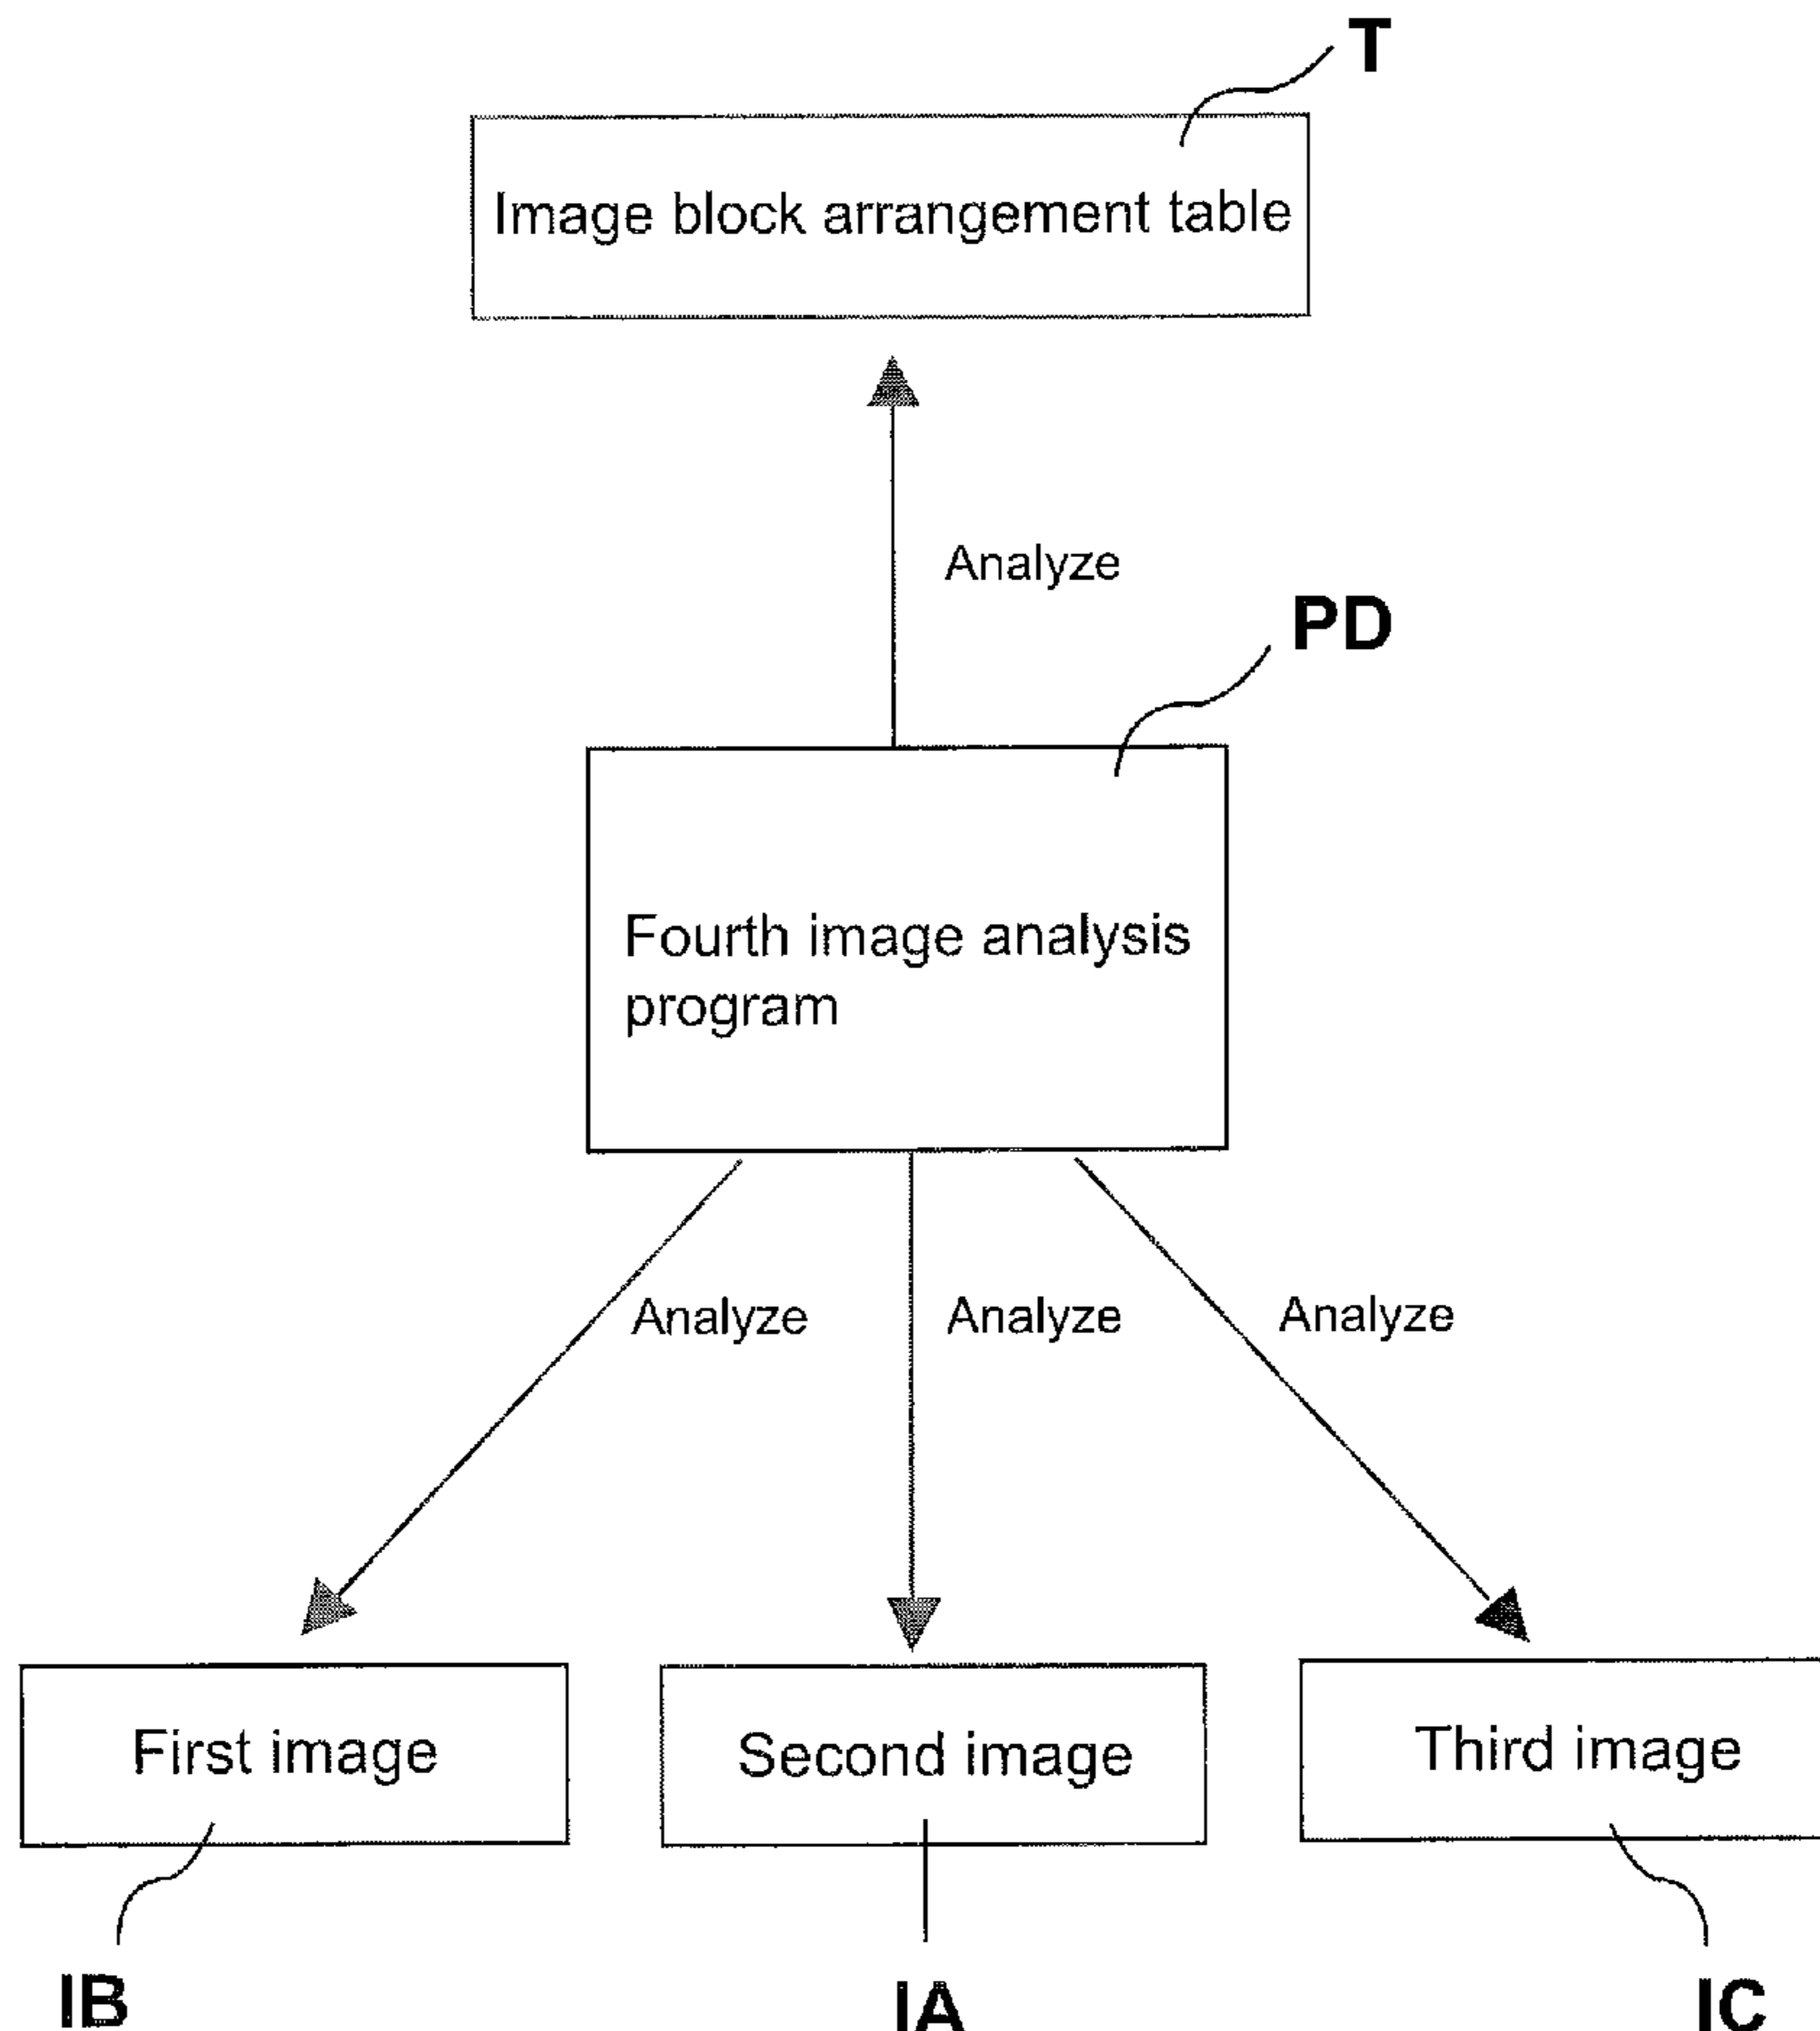 T
Image block arrangement table
Analyze
PD
Fourth image analysis
program
Analyze
Analyze
Analyze
First image
Second image
Third image
IB
IA
IC